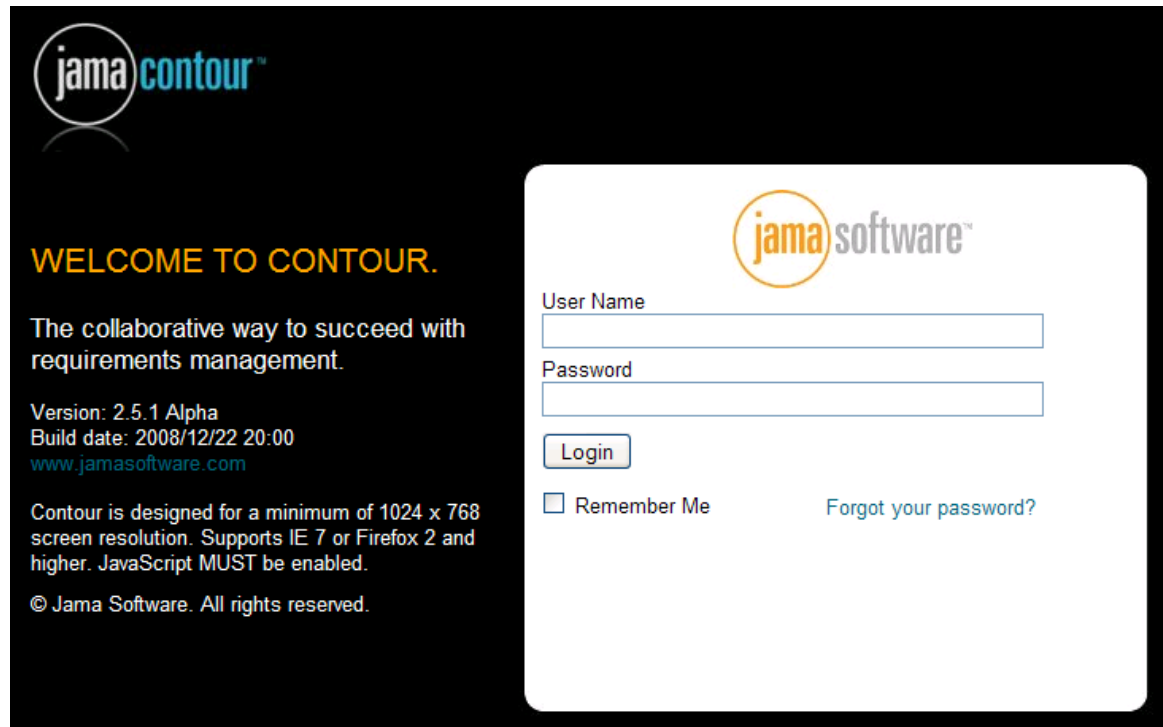 jama contour™
WELCOME TO CONTOUR.
The collaborative way to succeed with
requirements management.
Version: 2.5.1 Alpha
Build date: 2008/12/22 20:00
www.jamasoftware.com
Contour is designed for a minimum of 1024 x 768
screen resolution. Supports IE 7 or Firefox 2 and
higher. JavaScript MUST be enabled.
© Jama Software. All rights reserved.
jama software™
User Name
Password
Login
Remember Me
Forgot your password?